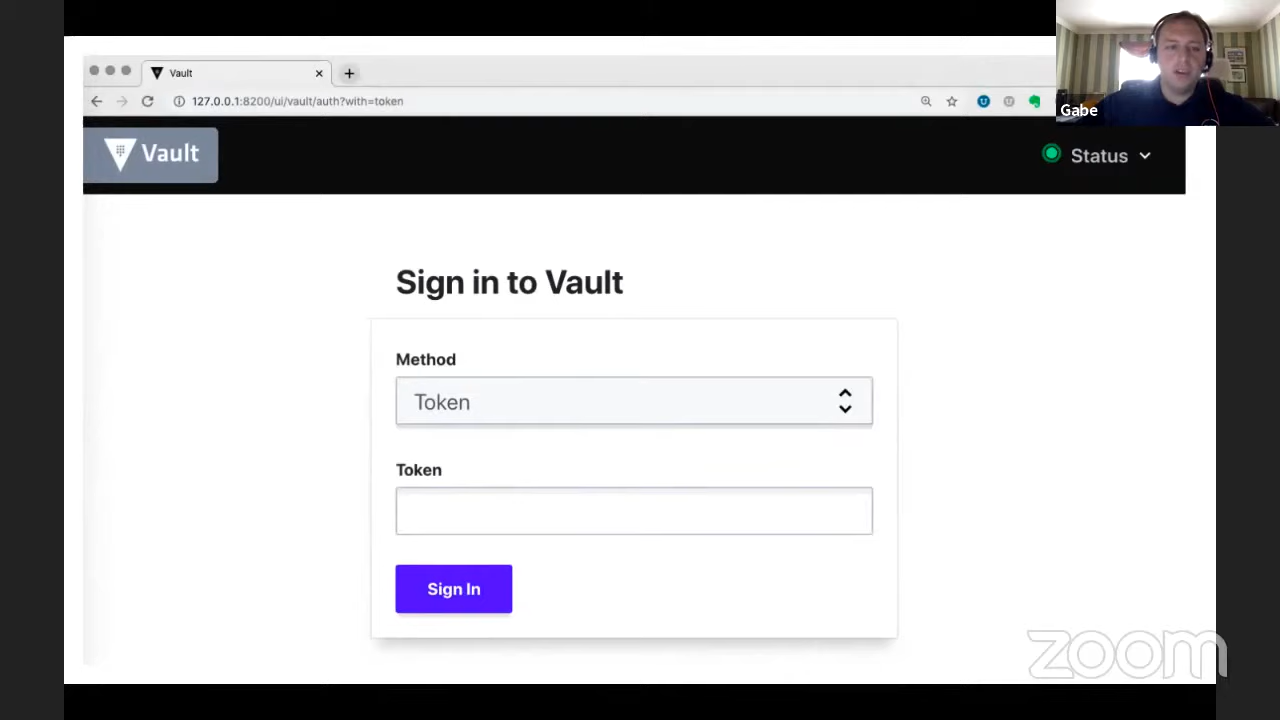 Vault
127.0.0.1:8200/ui/vault/auth?with=token
Gabe
Vault
Status
Sign in to Vault
Method
Token
Token
Sign In
zoom